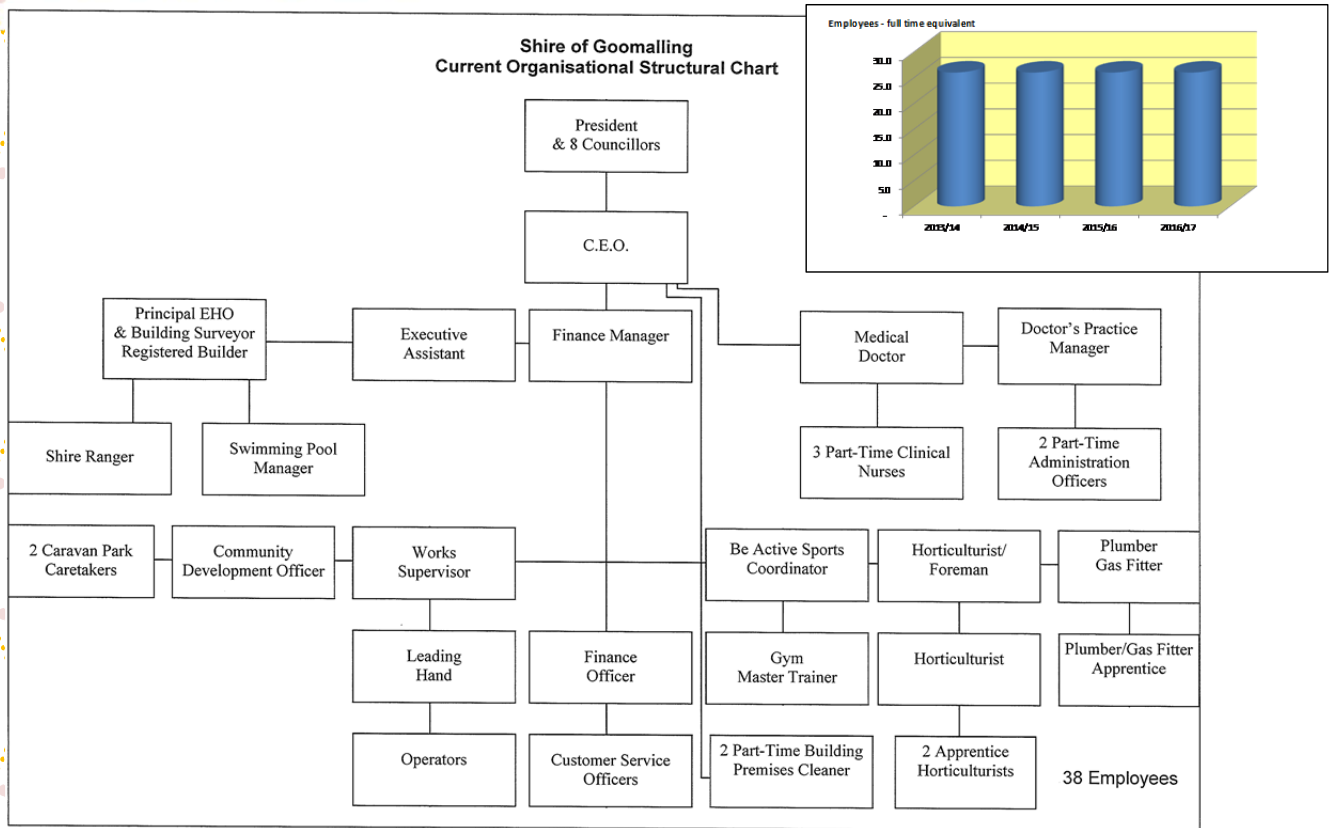 Employees - full time equivalent
30.0
25.0
20.0
15.0
10.0
5.0
-
2013/14
2014/15
2015/16
2016/17
Shire of Goomalling
Current Organisational Structural Chart
President
& 8 Councillors
C.E.O.
Principal EHO
& Building Surveyor
Registered Builder
Executive
Assistant
Finance Manager
Medical
Doctor
Doctor's Practice
Manager
Shire Ranger
Swimming Pool
Manager
3 Part-Time Clinical
Nurses
2 Part-Time
Administration
Officers
2 Caravan Park
Caretakers
Community
Development Officer
Works
Supervisor
Be Active Sports
Coordinator
Horticulturist/
Foreman
Plumber
Gas Fitter
Leading
Hand
Finance
Officer
Gym
Master Trainer
Horticulturist
Plumber/Gas Fitter
Apprentice
Operators
Customer Service
Officers
2 Part-Time Building
Premises Cleaner
2 Apprentice
Horticulturists
38 Employees